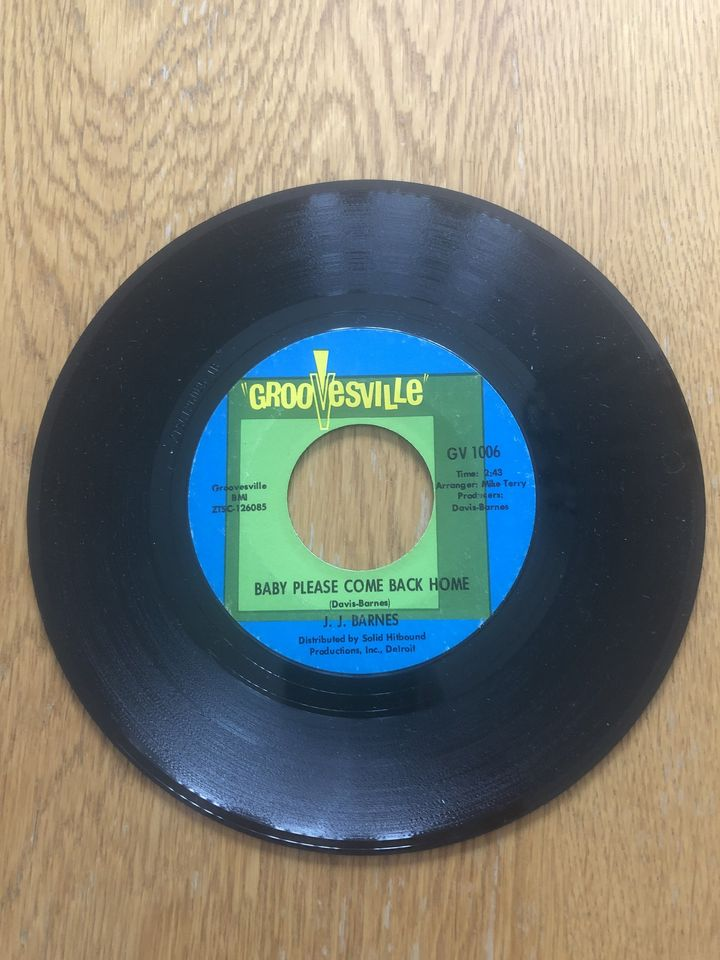 "GROOVESVILLE"
GV 1006
Time: 2:43
Arranger: Mike Terry
Producers:
Davis-Barnes
Groovesville
BMI
ZTSC-126085
BABY PLEASE COME BACK HOME
(Davis-Barnes)
J. J. BARNES
Distributed by Solid Hitbound
Productions, Inc., Detroit